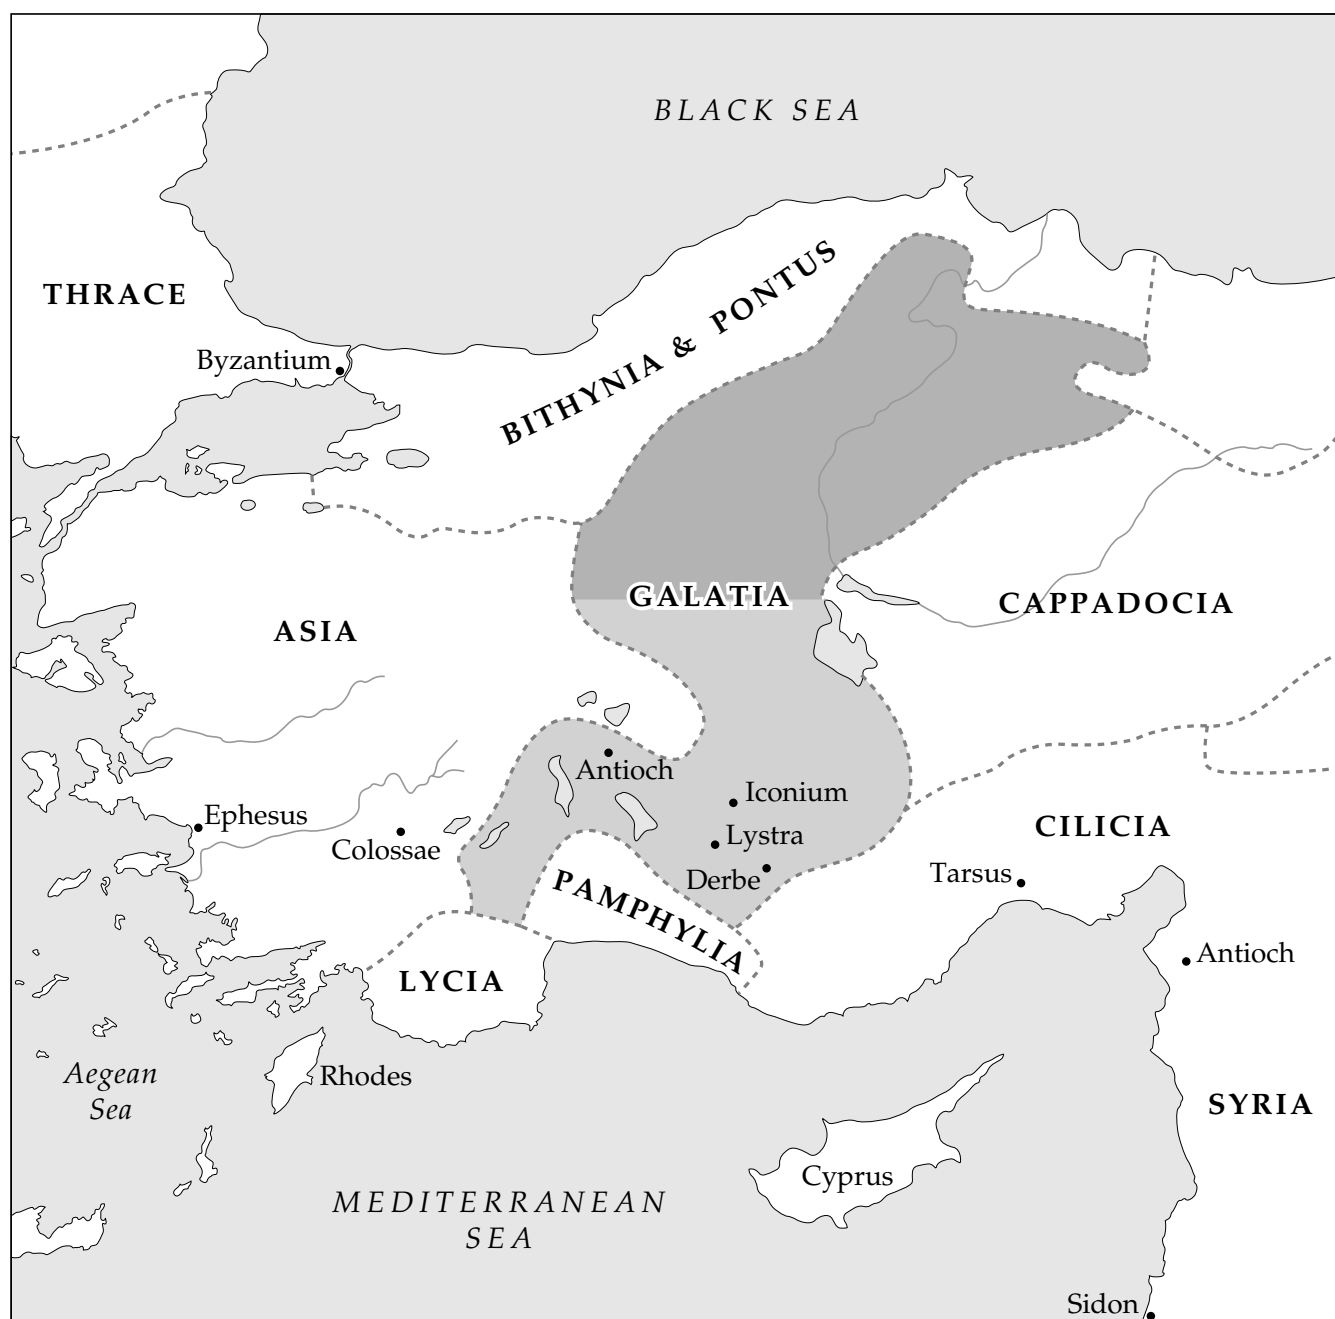 BLACK SEA
BITHYNIA & PONTUS
THRACE
Byzantium
GALATIA
CAPPADOCIA
ASIA
Antioch
Iconium
Ephesus
Colossae
Lystra
CILICIA
Derbe
Tarsus
PAMPHYLIA
Antioch
LYCIA
Aegean
Sea
Rhodes
SYRIA
Cyprus
MEDITERRANEAN
SEA
Sidon